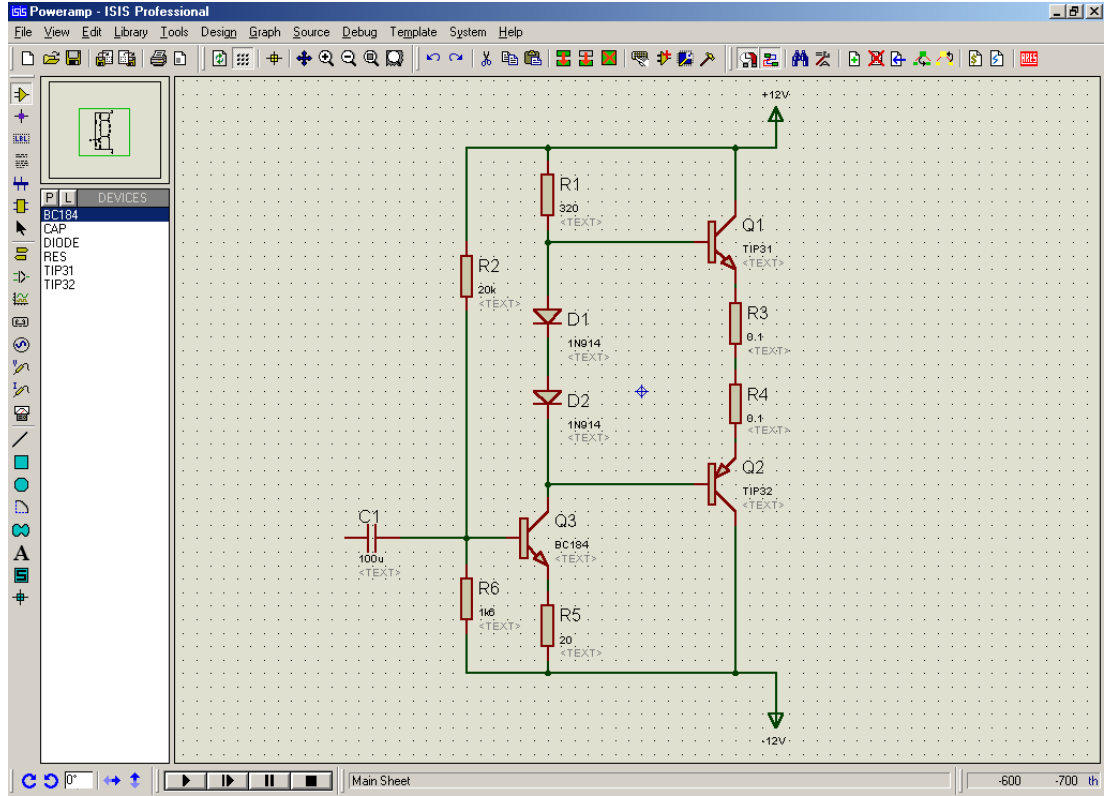 ISIS Poweramp - ISIS Professional
File View Edit Library Tools Design Graph Source Debug Template System Help
ARES
LBL
P L DEVICES
BC184
CAP
DIODE
RES
TIP31
TIP32
A
S
+12V
R1
320
<TEXT>
Q1
TIP31
<TEXT>
R2
20k
<TEXT>
D1
1N914
<TEXT>
R3
0.1
<TEXT>
D2
1N914
<TEXT>
R4
0.1
<TEXT>
Q2
TIP32
<TEXT>
C1
100u
<TEXT>
Q3
BC184
<TEXT>
R6
1k6
<TEXT>
R5
20
<TEXT>
-12V
0° Main Sheet -600 -700 th